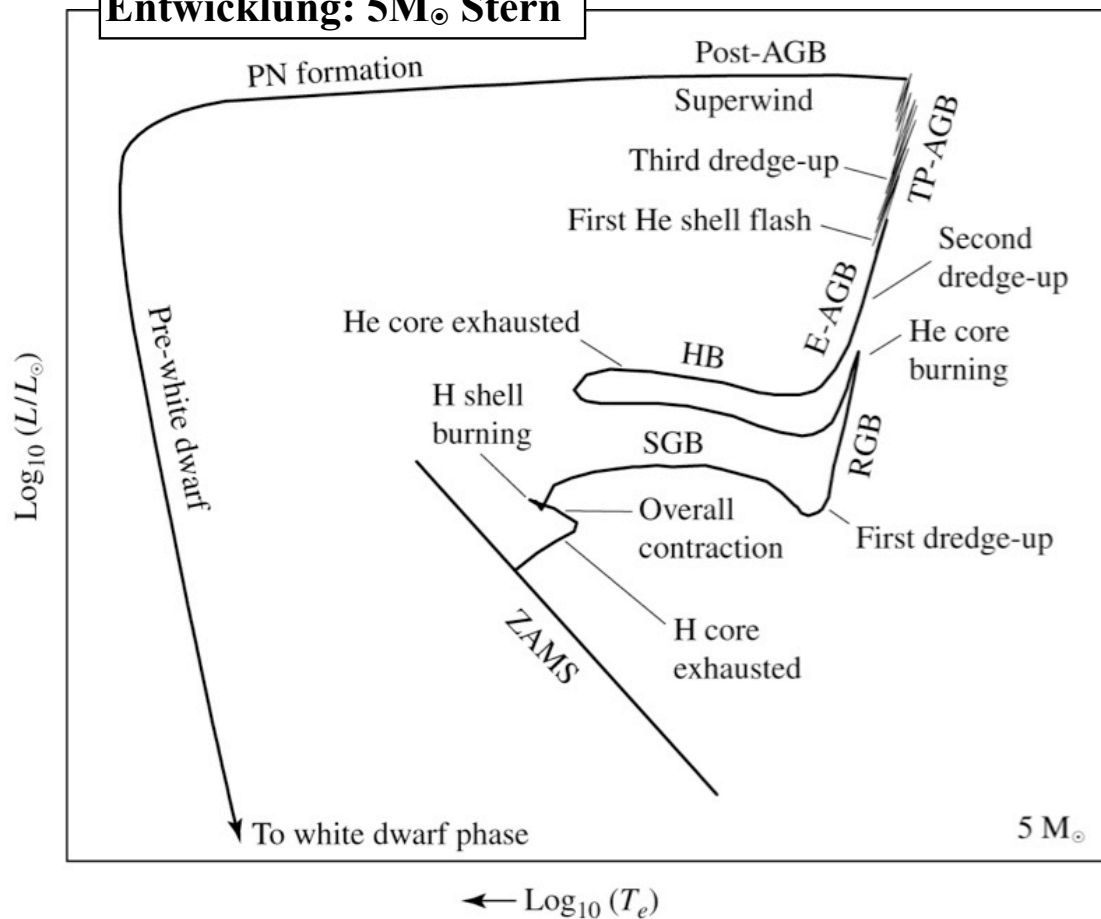 Entwicklung: 5M⊙ Stern
Post-AGB
PN formation
Superwind
TP-AGB
Third dredge-up
First He shell flash
Second
dredge-up
E-AGB
He core exhausted
HB
He core
burning
Pre-white dwarf
H shell
burning
SGB
RGB
Log₁₀ (L/L⊙)
Overall
contraction
First dredge-up
ZAMS
H core
exhausted
To white dwarf phase
5 M⊙
← Log₁₀ (Tₑ)